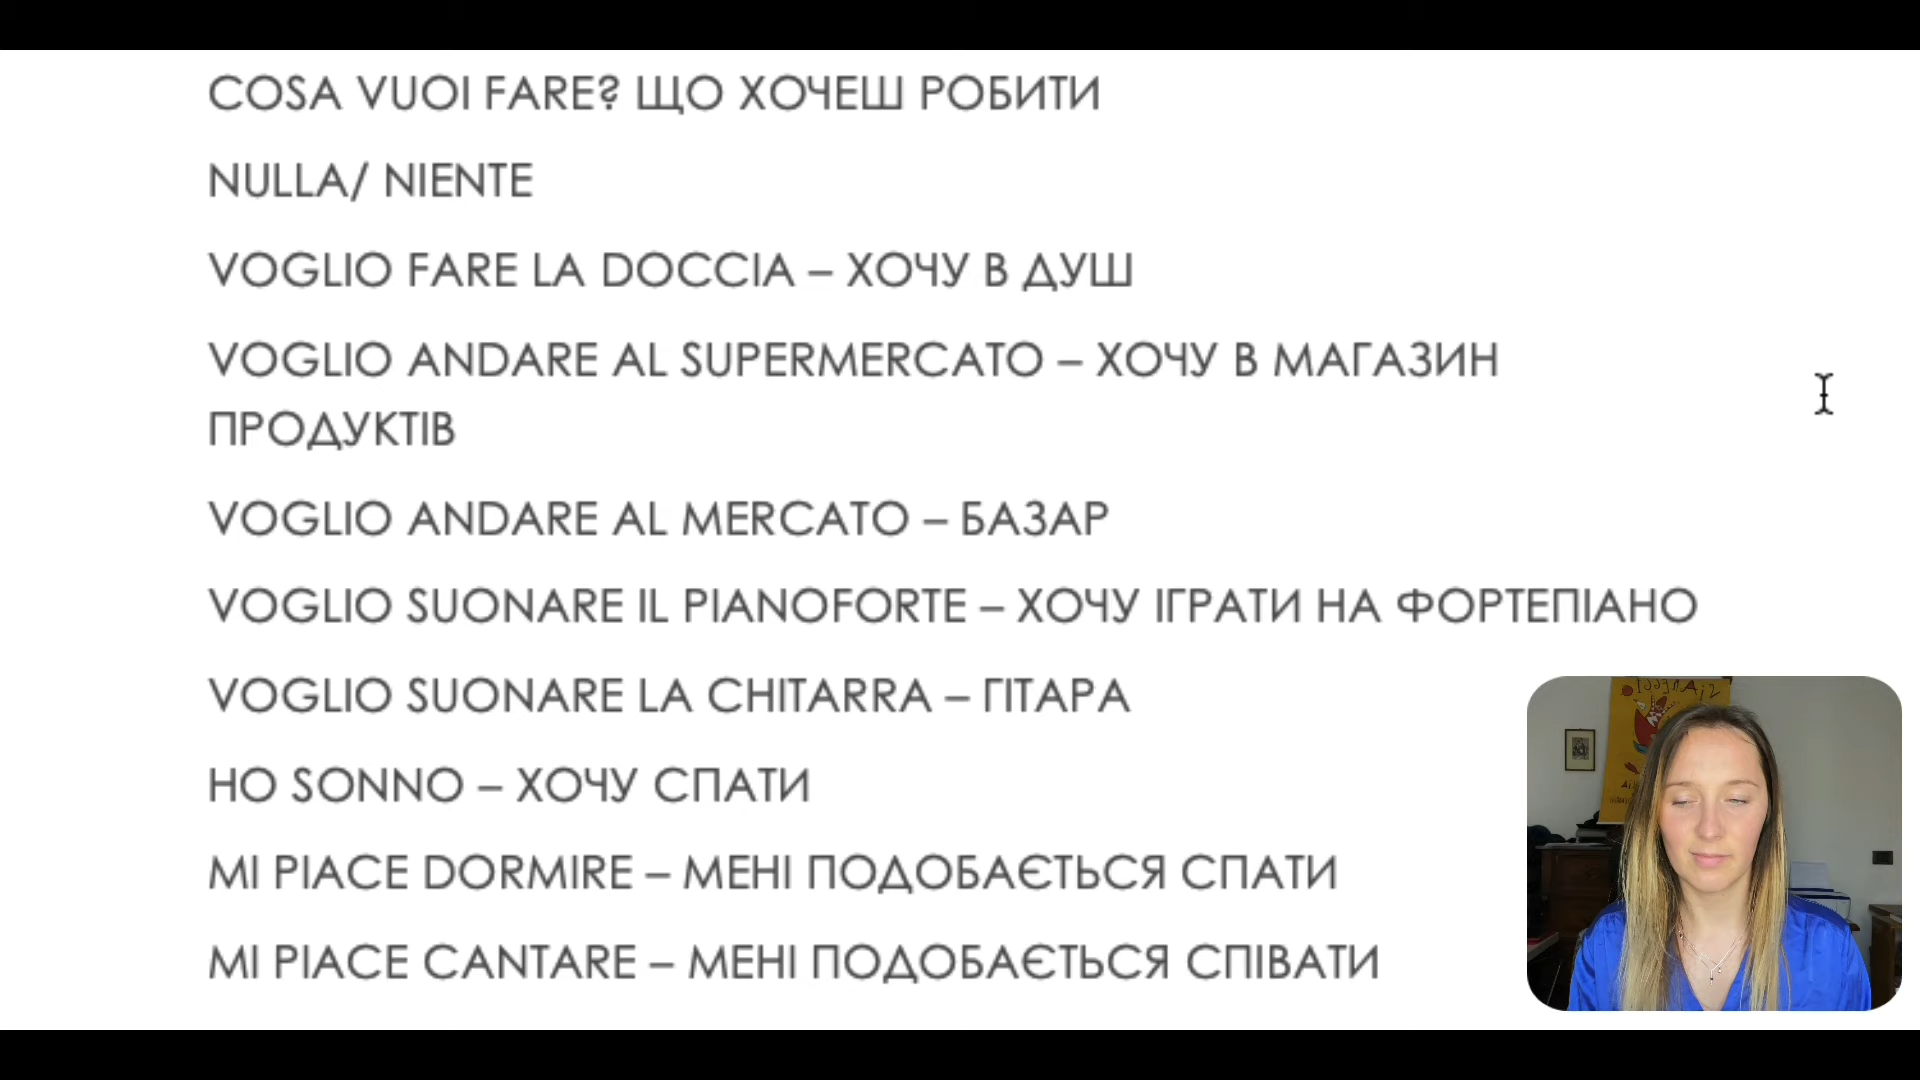 COSA VUOI FARE? ЩО ХОЧЕШ РОБИТИ
NULLA/ NIENTE
VOGLIO FARE LA DOCCIA – ХОЧУ В ДУШ
VOGLIO ANDARE AL SUPERMERCATO – ХОЧУ В МАГАЗИН
ПРОДУКТІВ
VOGLIO ANDARE AL MERCATO – БАЗАР
VOGLIO SUONARE IL PIANOFORTE – ХОЧУ ІГРАТИ НА ФОРТЕПІАНО
VOGLIO SUONARE LA CHITARRA – ГІТАРА
HO SONNO – ХОЧУ СПАТИ
MI PIACE DORMIRE – МЕНІ ПОДОБАЄТЬСЯ СПАТИ
MI PIACE CANTARE – МЕНІ ПОДОБАЄТЬСЯ СПІВАТИ